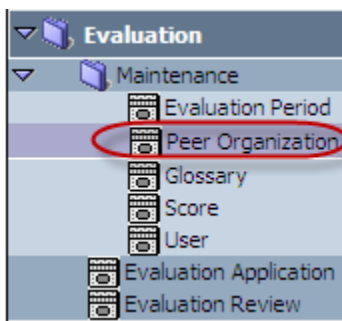 Evaluation
Maintenance
Evaluation Period
Peer Organization
Glossary
Score
User
Evaluation Application
Evaluation Review